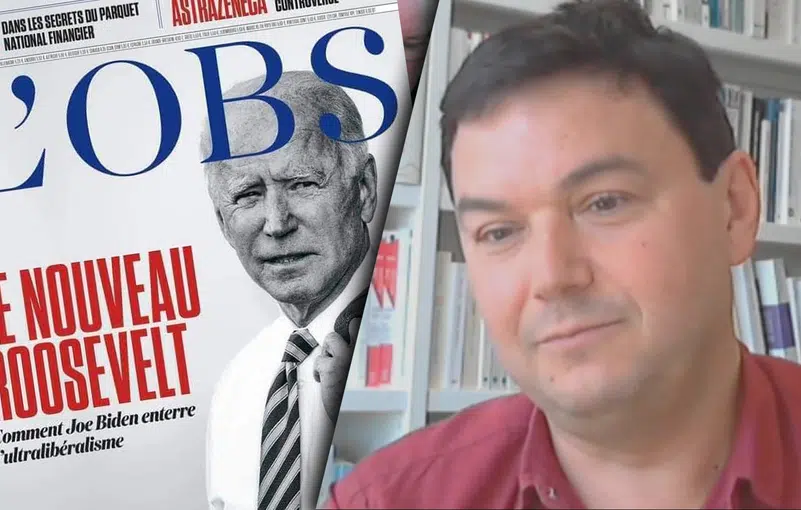 DANS LES SECRETS DU PARQUET
NATIONAL FINANCIER
ASTRAZENECA
CONTROVERSE
L'OBS
E NOUVEAU
ROOSEVELT
Comment Joe Biden enterre
l'ultralibéralisme